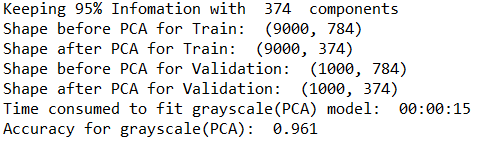 Keeping 95% Infomation with  374  components
Shape before PCA for Train:  (9000, 784)
Shape after PCA for Train:  (9000, 374)
Shape before PCA for Validation:  (1000, 784)
Shape after PCA for Validation:  (1000, 374)
Time consumed to fit grayscale(PCA) model:  00:00:15
Accuracy for grayscale(PCA):  0.961